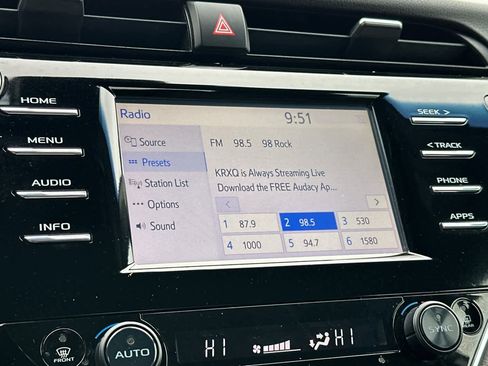 HOME
MENU
AUDIO
INFO
Radio
9:51
Source
Presets
Station List
Options
Sound
FM 98.5 98 Rock
KRXQ is Always Streaming Live
Download the FREE Audacy Ap...
< >
1 87.9
2 98.5
3 530
4 1000
5 94.7
6 1580
SEEK >
< TRACK
PHONE
APPS
FRONT
AUTO
HI
HI
SYNC
REAR